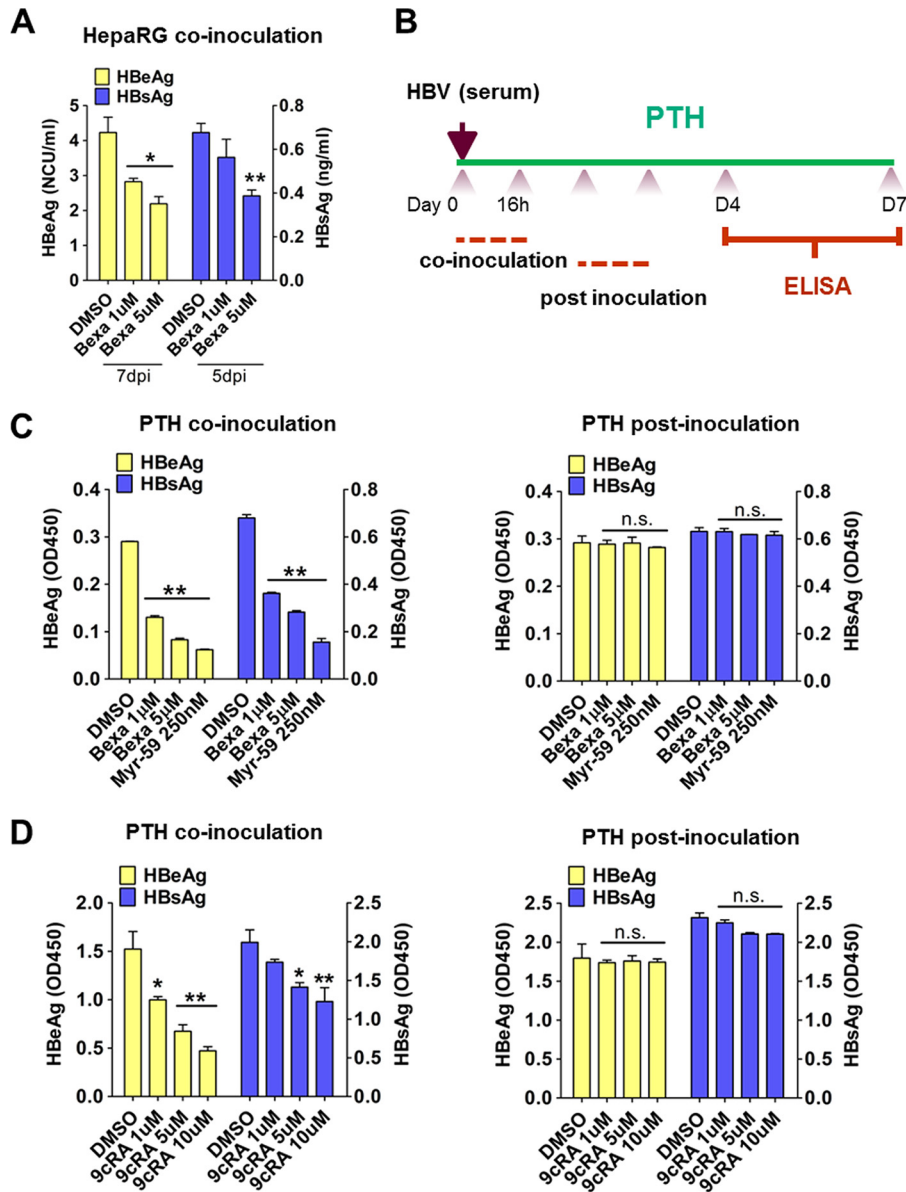 A
HepaRG co-inoculation
HBeAg
HBsAg
HBeAg (NCU/ml)
5
4
3
2
1
0
*
**
HBsAg (ng/ml)
0.8
0.6
0.4
0.2
0.0
DMSO
Bexa 1uM
Bexa 5uM
DMSO
Bexa 1uM
Bexa 5uM
7dpi
5dpi
B
HBV (serum)
PTH
Day 0
16h
D4
D7
co-inoculation
post inoculation
ELISA
C
PTH co-inoculation
HBeAg
HBsAg
HBeAg (OD450)
0.4
0.3
0.2
0.1
0.0
**
**
HBsAg (OD450)
0.8
0.6
0.4
0.2
0.0
DMSO
Bexa 1μM
Bexa 5μM
Myr-59 250nM
DMSO
Bexa 1μM
Bexa 5μM
Myr-59 250nM
PTH post-inoculation
HBeAg
HBsAg
HBeAg (OD450)
0.4
0.3
0.2
0.1
0.0
n.s.
n.s.
HBsAg (OD450)
0.8
0.6
0.4
0.2
0.0
DMSO
Bexa 1μM
Bexa 5μM
Myr-59 250nM
DMSO
Bexa 1μM
Bexa 5μM
Myr-59 250nM
D
PTH co-inoculation
HBeAg
HBsAg
HBeAg (OD450)
2.0
1.5
1.0
0.5
0.0
*
**
*
**
HBsAg (OD450)
2.5
2.0
1.5
1.0
0.5
0.0
DMSO
9cRA 1uM
9cRA 5uM
9cRA 10uM
DMSO
9cRA 1uM
9cRA 5uM
9cRA 10uM
PTH post-inoculation
HBeAg
HBsAg
HBeAg (OD450)
2.5
2.0
1.5
1.0
0.5
0.0
n.s.
n.s.
HBsAg (OD450)
2.5
2.0
1.5
1.0
0.5
0.0
DMSO
9cRA 1uM
9cRA 5uM
9cRA 10uM
DMSO
9cRA 1uM
9cRA 5uM
9cRA 10uM